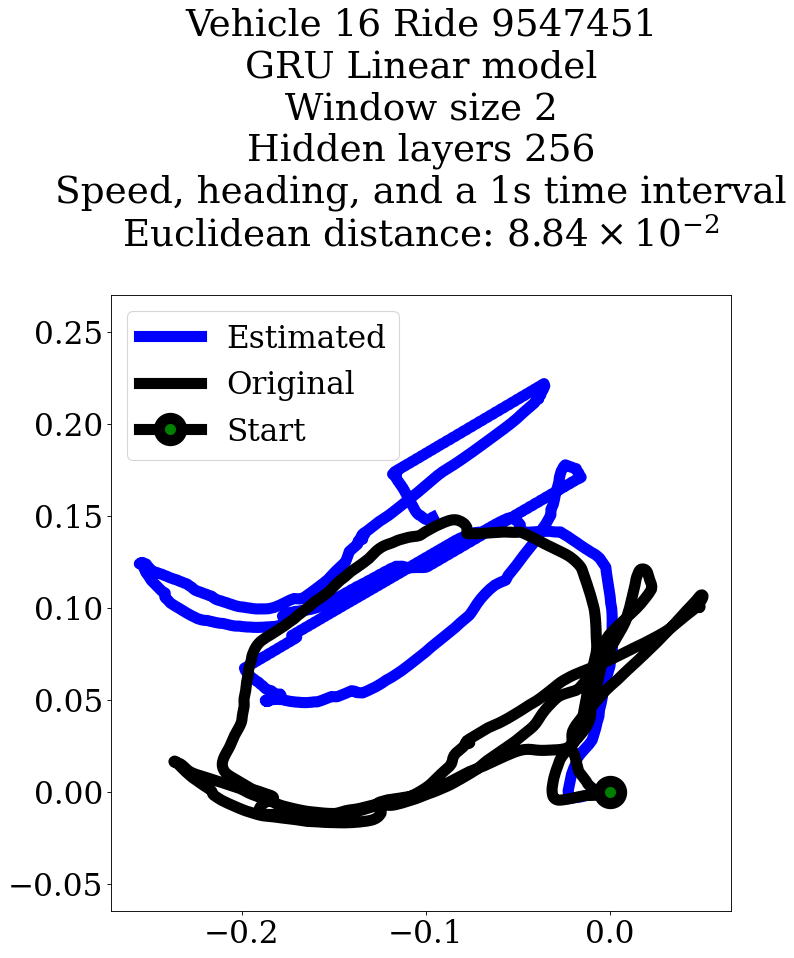 Vehicle 16 Ride 9547451
GRU Linear model
Window size 2
Hidden layers 256
Speed, heading, and a 1s time interval
Euclidean distance: 8.84 × 10⁻²
Estimated
Original
Start
0.25
0.20
0.15
0.10
0.05
0.00
−0.05
−0.2 −0.1 0.0